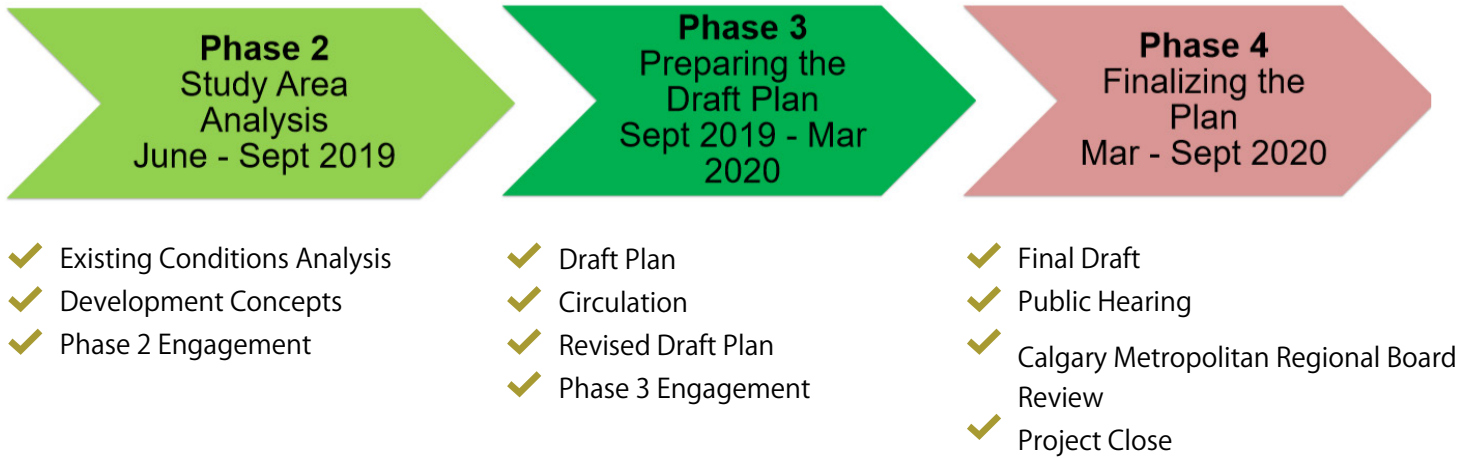 Phase 2
Study Area
Analysis
June - Sept 2019
Phase 3
Preparing the
Draft Plan
Sept 2019 - Mar
2020
Phase 4
Finalizing the
Plan
Mar - Sept 2020
Existing Conditions Analysis
Development Concepts
Phase 2 Engagement
Draft Plan
Circulation
Revised Draft Plan
Phase 3 Engagement
Final Draft
Public Hearing
Calgary Metropolitan Regional Board
Review
Project Close